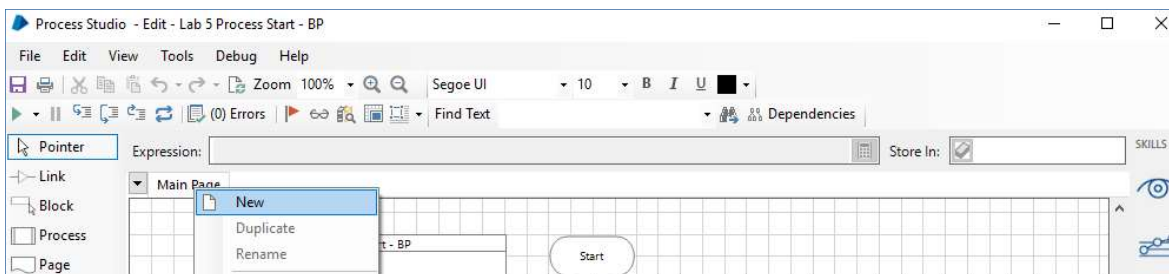 Process Studio - Edit - Lab 5 Process Start - BP
File Edit View Tools Debug Help
Zoom 100% Segoe UI 10 B I U
(0) Errors Find Text Dependencies
Pointer Expression: Store In: SKILLS
Link Main Page
Block New
Duplicate
Process t - BP Start
Rename
Page